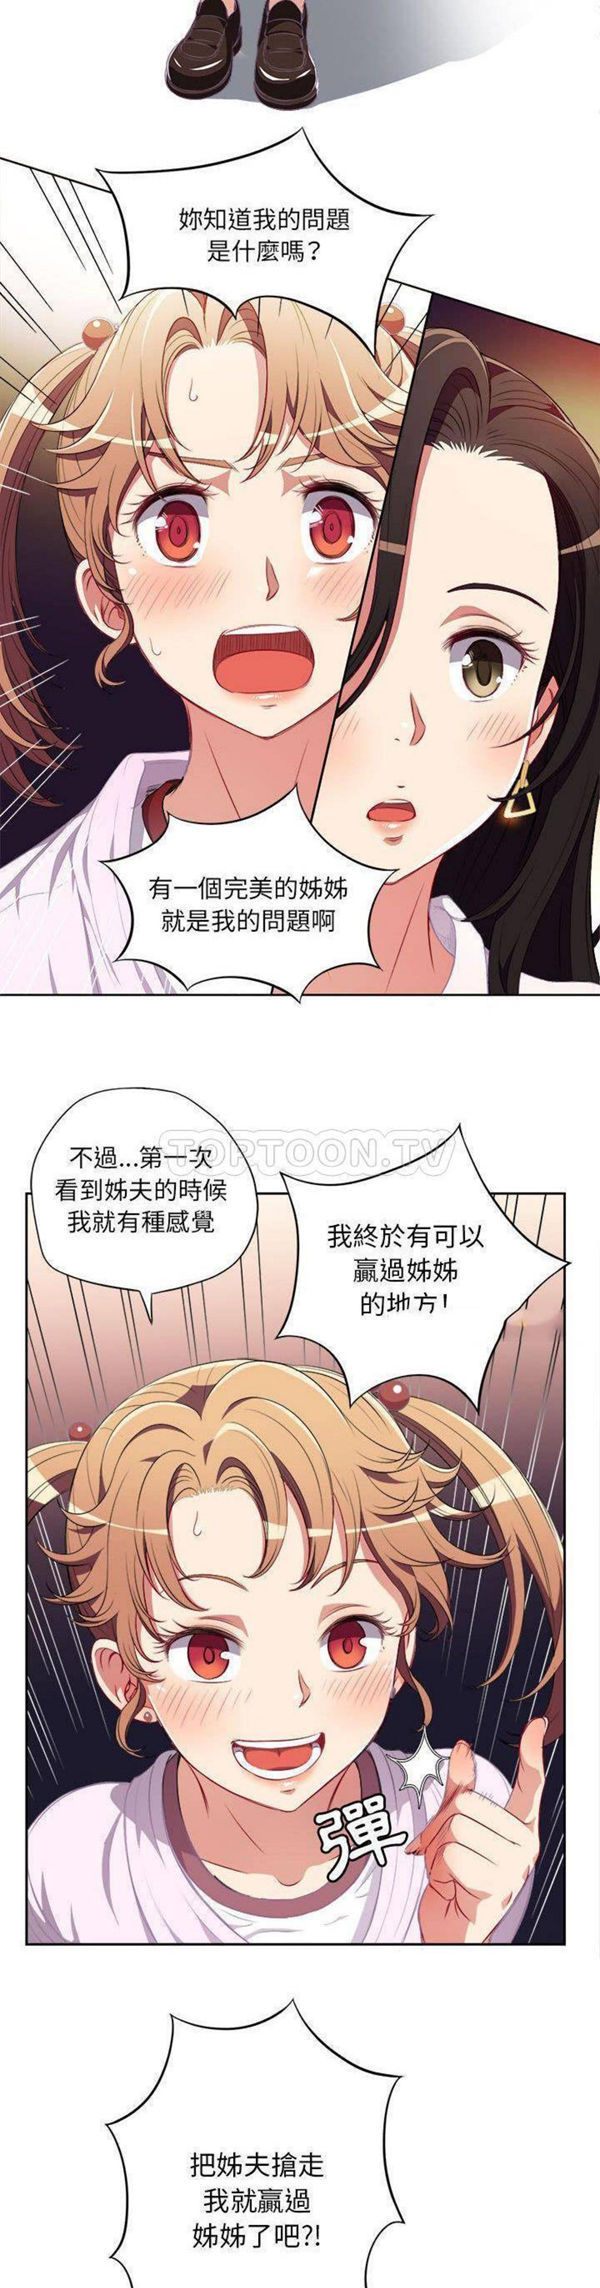 妳知道我的問題
是什麼嗎？
有一個完美的姊姊
就是我的問題啊
TOPTOON.TV
不過...第一次
看到姊夫的時候
我就有種感覺
我終於有可以
贏過姊姊
的地方!
彈
把姊夫搶走
我就贏過
姊姊了吧?!